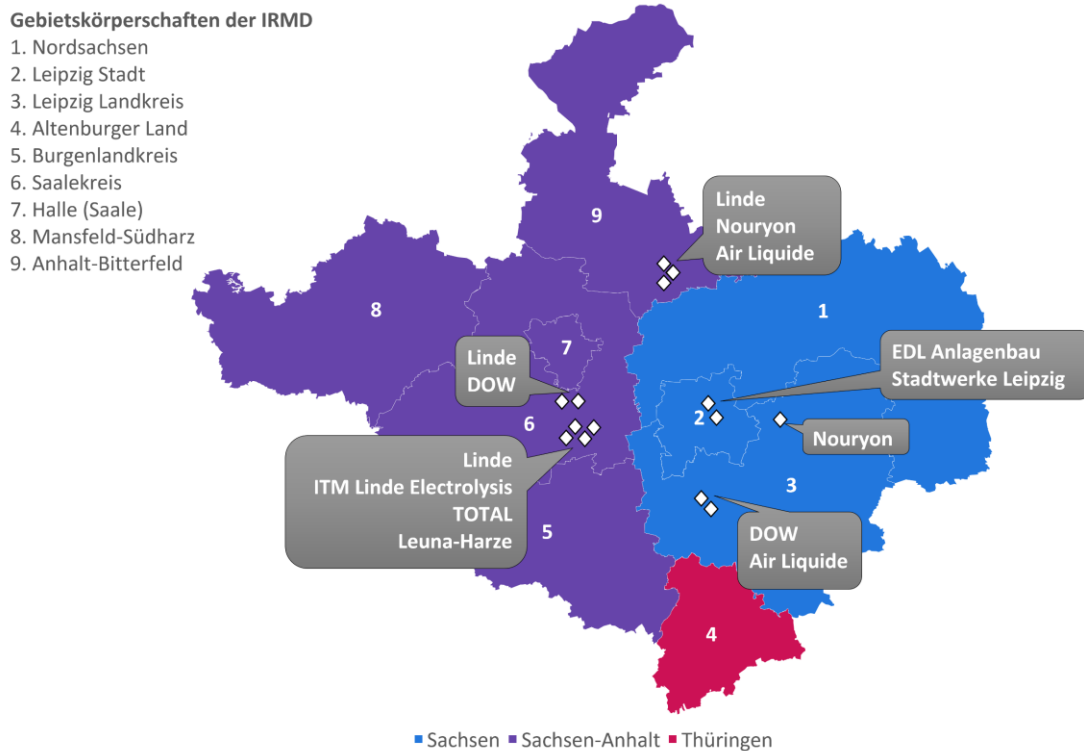 Gebietskörperschaften der IRMD
1. Nordsachsen
2. Leipzig Stadt
3. Leipzig Landkreis
4. Altenburger Land
5. Burgenlandkreis
6. Saalekreis
7. Halle (Saale)
8. Mansfeld-Südharz
9. Anhalt-Bitterfeld
9
Linde
Nouryon
Air Liquide
8
1
7
Linde
DOW
EDL Anlagenbau
Stadtwerke Leipzig
6
2
Nouryon
Linde
ITM Linde Electrolysis
TOTAL
Leuna-Harze
3
5
DOW
Air Liquide
4
Sachsen Sachsen-Anhalt Thüringen